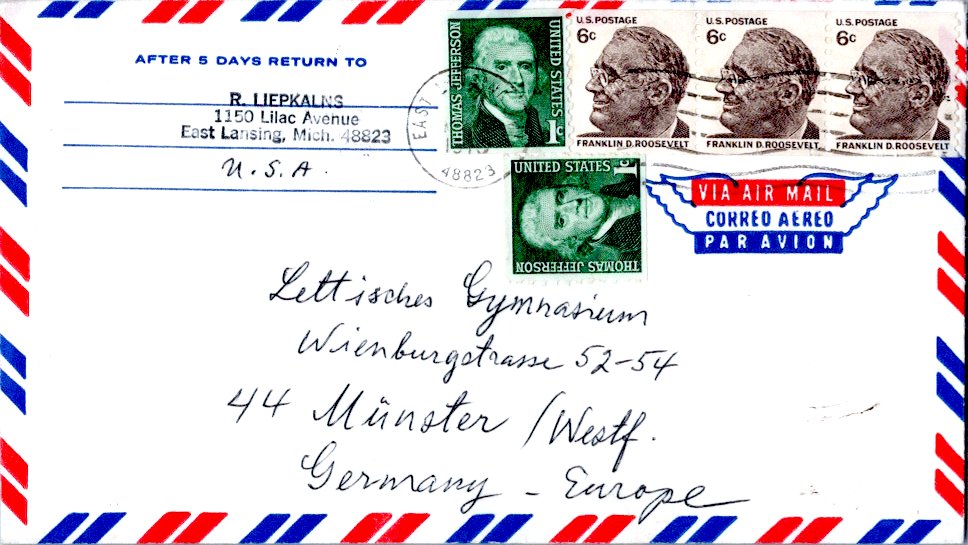 AFTER 5 DAYS RETURN TO
R. LIEPKALNS
1150 Lilac Avenue
East Lansing, Mich. 48823
U.S.A.
THOMAS JEFFERSON
UNITED STATES
1c
U.S. POSTAGE
6c
FRANKLIN D. ROOSEVELT
U.S. POSTAGE
6c
FRANKLIN D. ROOSEVELT
U.S. POSTAGE
6c
FRANKLIN D. ROOSEVELT
EAST
48823
UNITED STATES
1c
THOMAS JEFFERSON
VIA AIR MAIL
CORREO AEREO
PAR AVION
Lettisches Gymnasium
Wienburgstrasse 52-54
44 Münster / Westf.
Germany - Europe